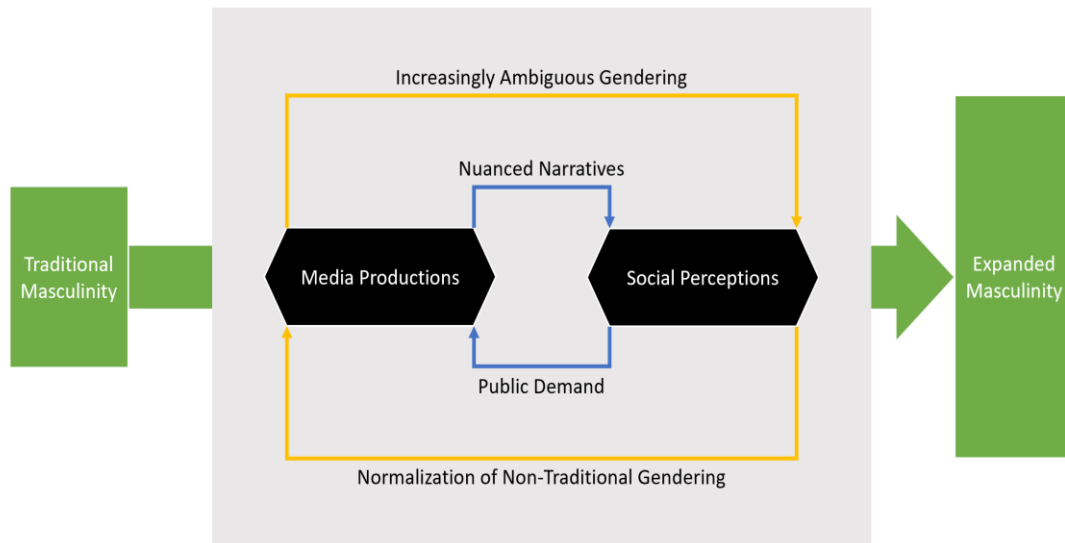 Increasingly Ambiguous Gendering
Nuanced Narratives
Traditional
Masculinity
Media Productions
Social Perceptions
Expanded
Masculinity
Public Demand
Normalization of Non-Traditional Gendering